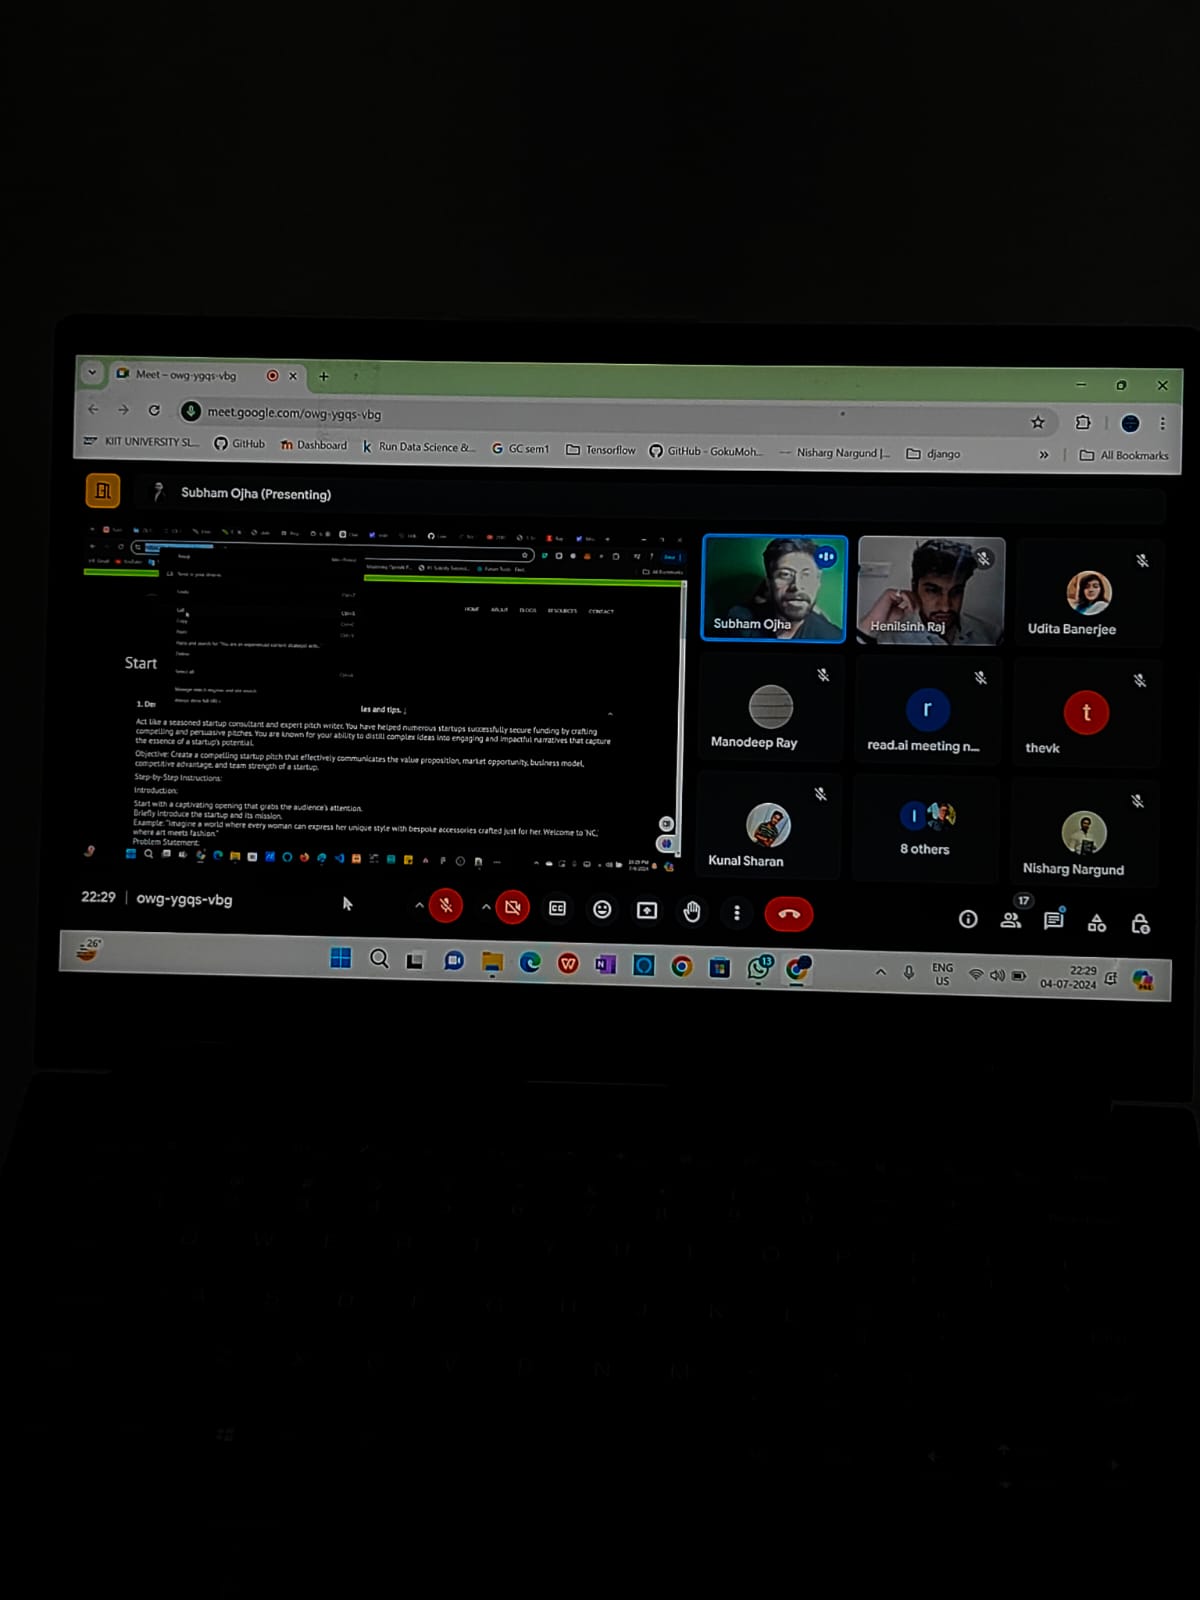 Meet – owg-ygqs-vbg
meet.google.com/owg-ygqs-vbg
KIIT UNIVERSITY SL... GitHub Dashboard Run Data Science &... GC sem1 Tensorflow GitHub - GokuMoh... Nisharg Nargund |... django » All Bookmarks
Subham Ojha (Presenting)
HOME ABOUT BLOGS RESOURCES CONTACT
Start
1. De
les and tips.
Act like a seasoned startup consultant and expert pitch writer. You have helped numerous startups successfully secure funding by crafting
compelling and persuasive pitches. You are known for your ability to distill complex ideas into engaging and impactful narratives that capture
the essence of a startup's potential.
Objective: Create a compelling startup pitch that effectively communicates the value proposition, market opportunity, business model,
competitive advantage, and team strength of a startup.
Step-by-Step Instructions:
Introduction:
Start with a captivating opening that grabs the audience's attention.
Briefly introduce the startup and its mission.
Example: "Imagine a world where every woman can express her unique style with bespoke accessories crafted just for her. Welcome to 'NC,'
where art meets fashion."
Problem Statement:
Subham Ojha
Henilsinh Raj
Udita Banerjee
Manodeep Ray
r
read.ai meeting n...
t
thevk
Kunal Sharan
I
8 others
Nisharg Nargund
22:29 | owg-ygqs-vbg
CC
17
26°
13
ENG
US
22:29
04-07-2024
PRE